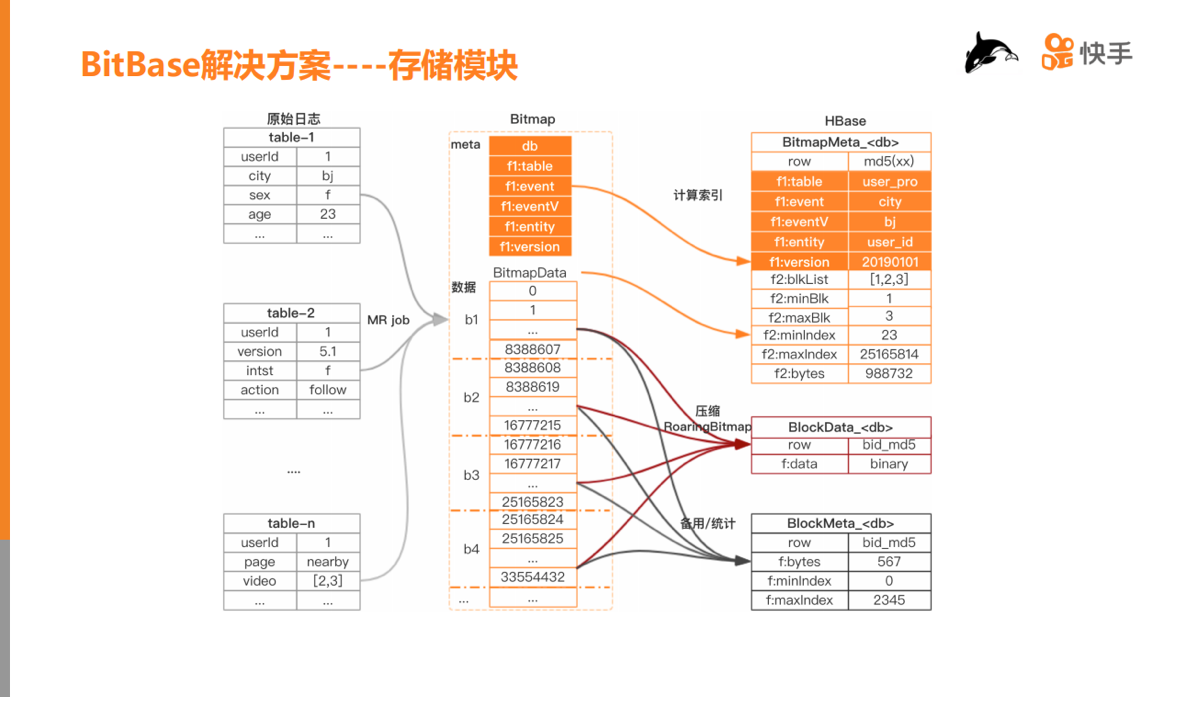 BitBase解决方案----存储模块
快手
原始日志
table-1
userId 1
city bj
sex f
age 23
... ...
table-2
userId 1
version 5.1
intst f
action follow
... ...
....
table-n
userId 1
page nearby
video [2,3]
... ...
MR job
Bitmap
meta
db
f1:table
f1:event
f1:eventV
f1:entity
f1:version
BitmapData
数据
0
1
b1
...
8388607
8388608
8388619
b2
...
16777215
16777216
16777217
b3
...
25165823
25165824
25165825
b4
...
33554432
... ...
计算索引
压缩
RoaringBitmap
备用/统计
HBase
BitmapMeta_<db>
row md5(xx)
f1:table user_pro
f1:event city
f1:eventV bj
f1:entity user_id
f1:version 20190101
f2:blkList [1,2,3]
f2:minBlk 1
f2:maxBlk 3
f2:minIndex 23
f2:maxIndex 25165814
f2:bytes 988732
BlockData_<db>
row bid_md5
f:data binary
BlockMeta_<db>
row bid_md5
f:bytes 567
f:minIndex 0
f:maxIndex 2345